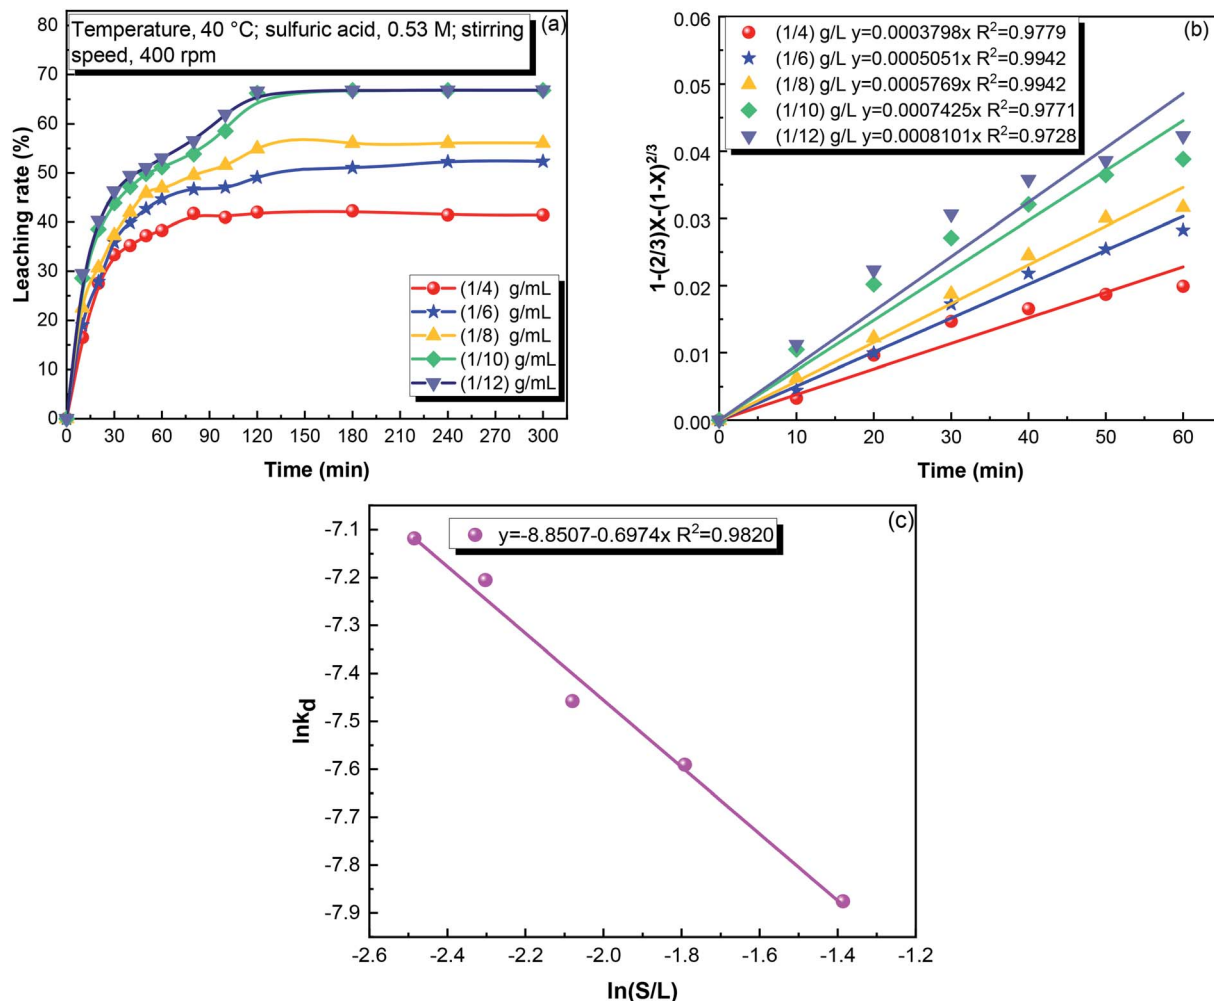 (a)
Temperature, 40 °C; sulfuric acid, 0.53 M; stirring
speed, 400 rpm
Leaching rate (%)
80
70
60
50
40
30
20
10
0
(1/4) g/mL
(1/6) g/mL
(1/8) g/mL
(1/10) g/mL
(1/12) g/mL
0 30 60 90 120 150 180 210 240 270 300
Time (min)
(b)
(1/4) g/L y=0.0003798x R²=0.9779
(1/6) g/L y=0.0005051x R²=0.9942
(1/8) g/L y=0.0005769x R²=0.9942
(1/10) g/L y=0.0007425x R²=0.9771
(1/12) g/L y=0.0008101x R²=0.9728
1-(2/3)X-(1-X)^2/3
0.06
0.05
0.04
0.03
0.02
0.01
0.00
0 10 20 30 40 50 60
Time (min)
(c)
y=-8.8507-0.6974x R²=0.9820
lnk_d
-7.1
-7.2
-7.3
-7.4
-7.5
-7.6
-7.7
-7.8
-7.9
-2.6 -2.4 -2.2 -2.0 -1.8 -1.6 -1.4 -1.2
ln(S/L)